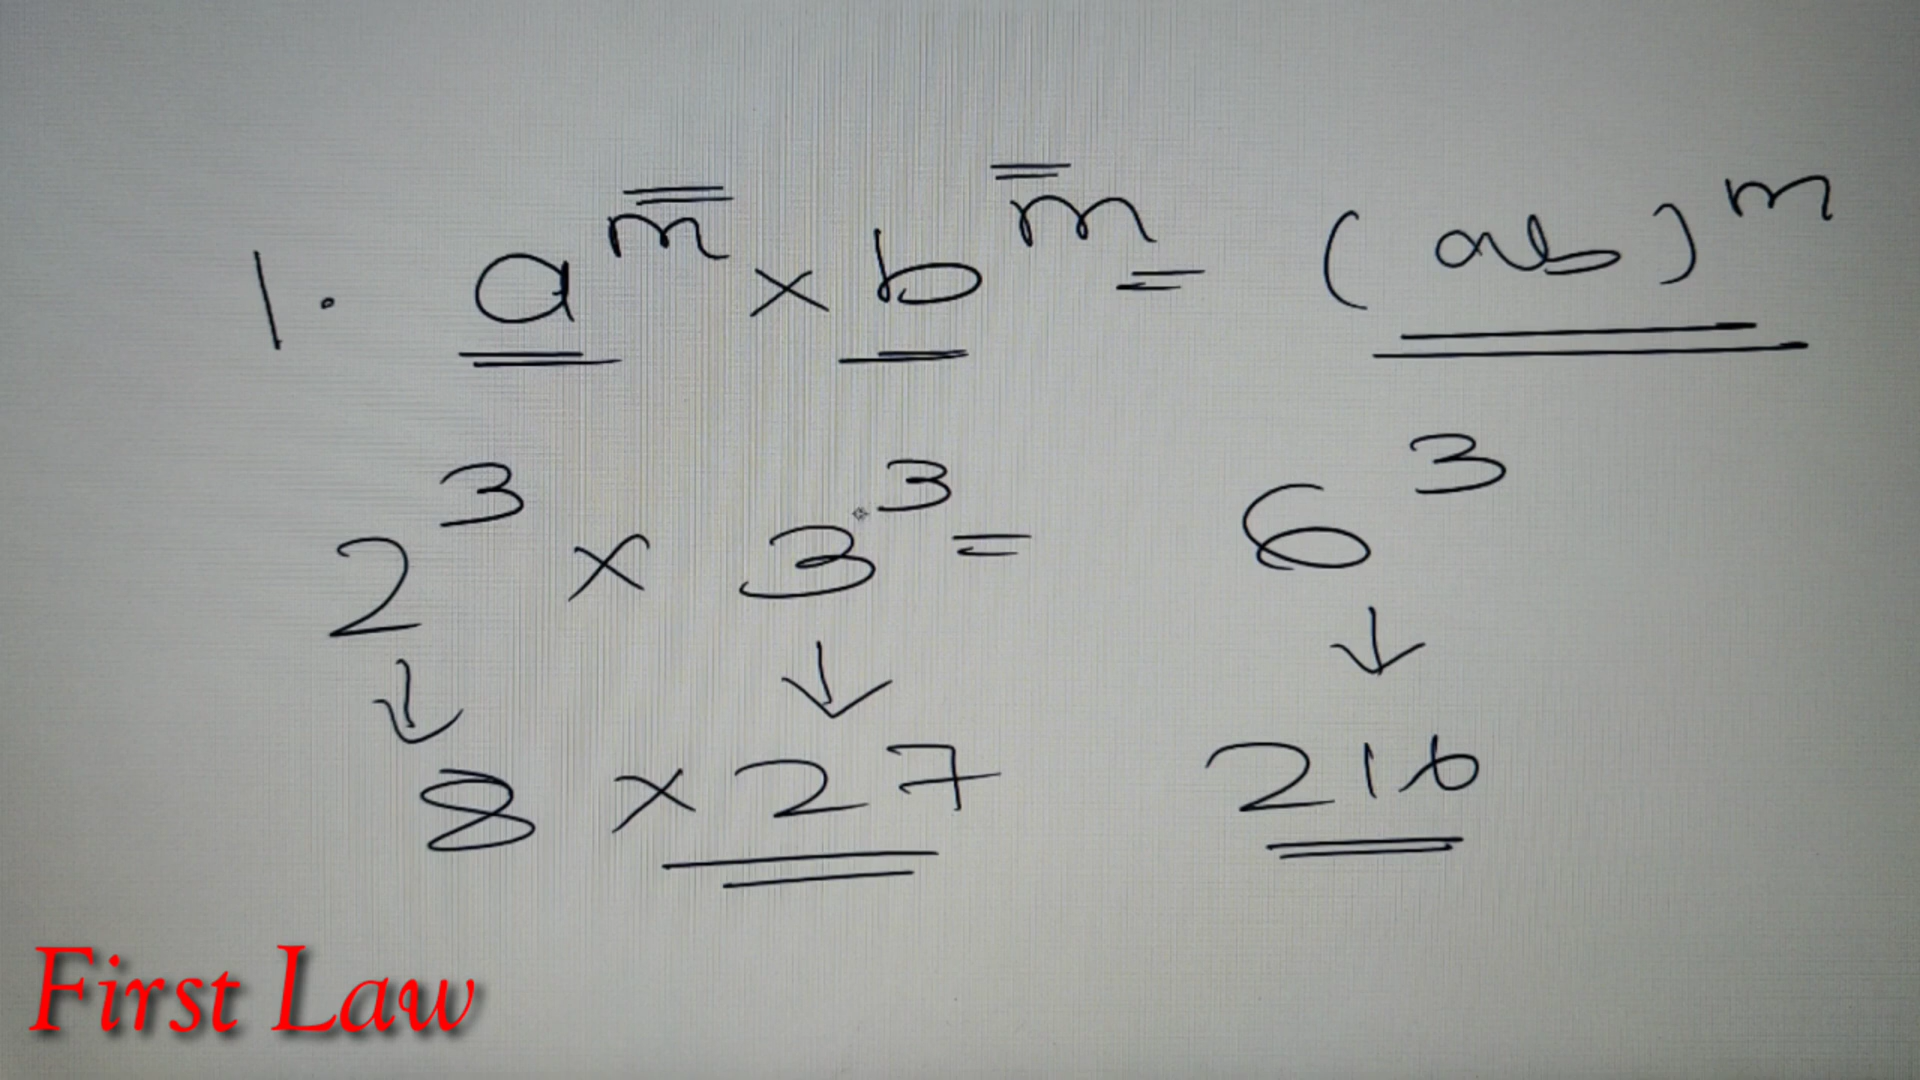 1. a^m × b^m = (ab)^m
2^3 × 3^3 = 6^3
↓ ↓ ↓
8 × 27 216
First Law